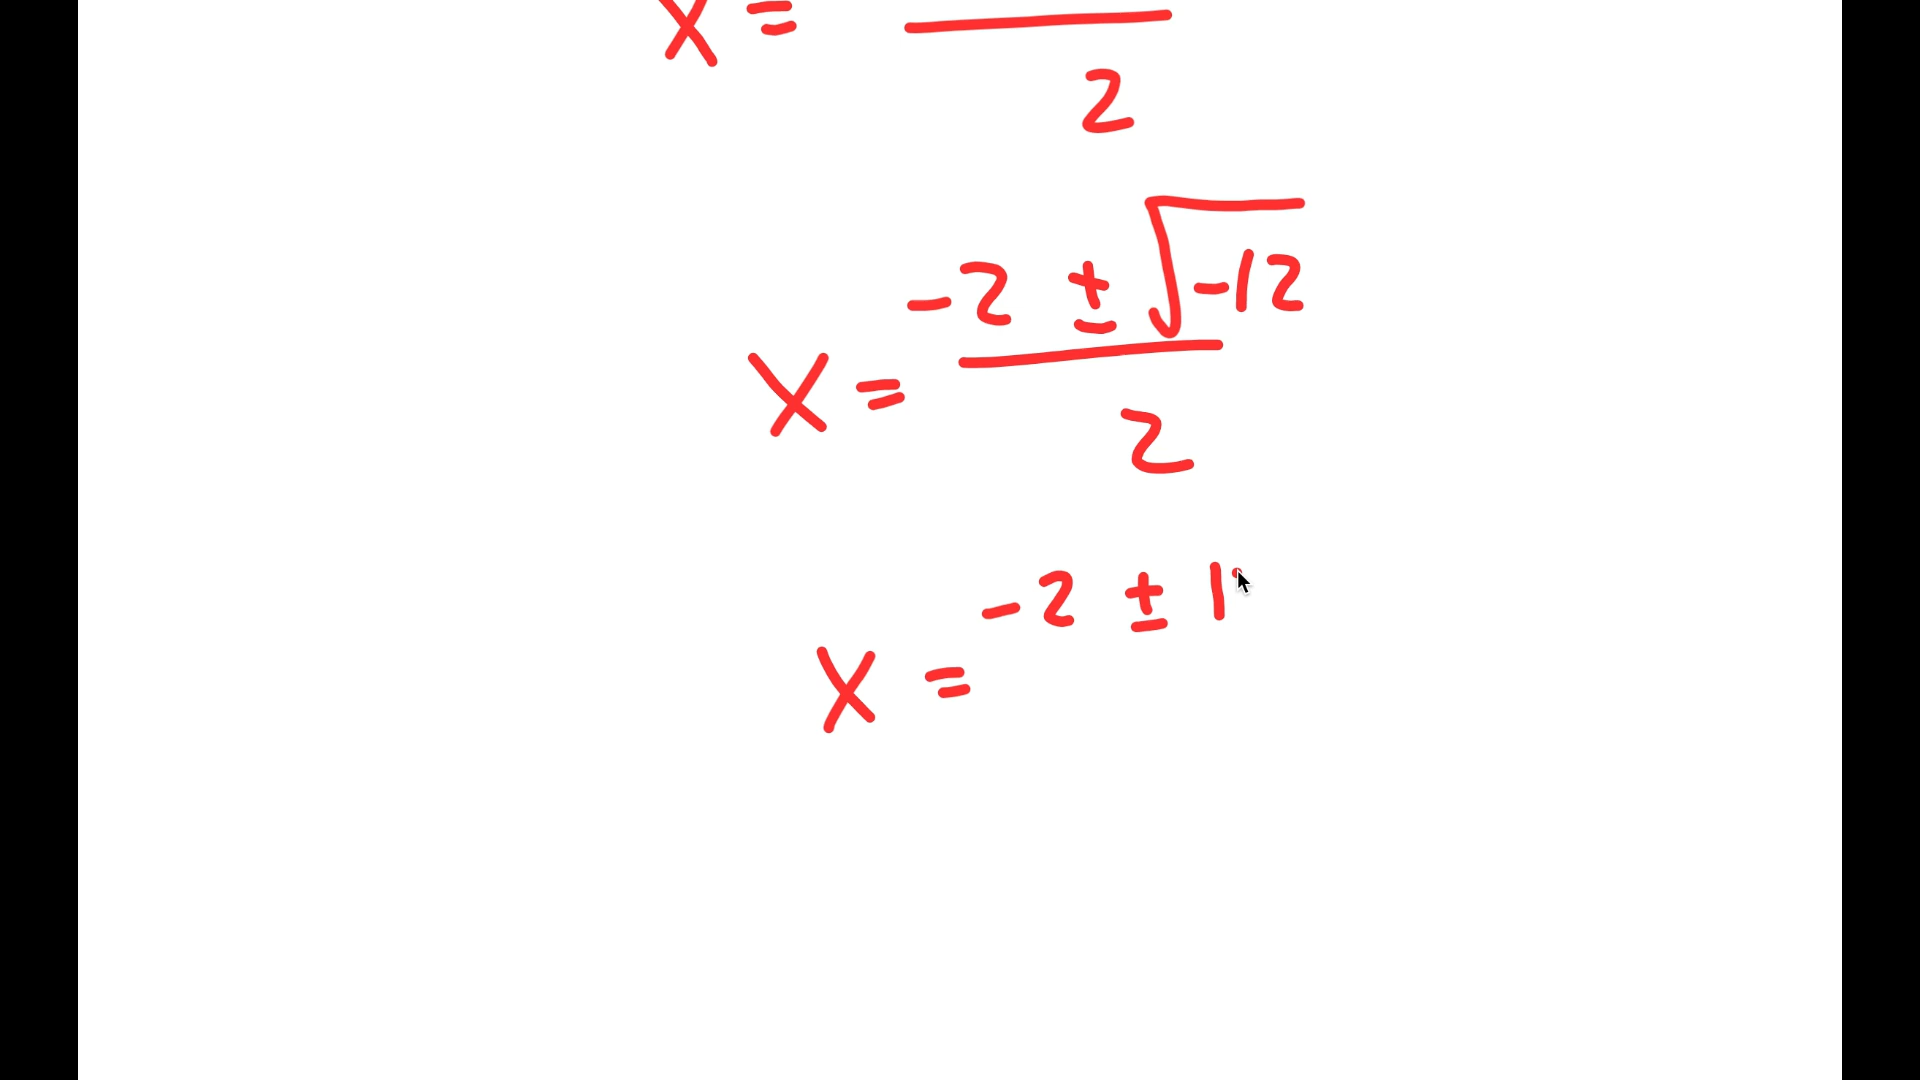 x =
2
-2 ± √-12
x =
2
-2 ± 1
x =